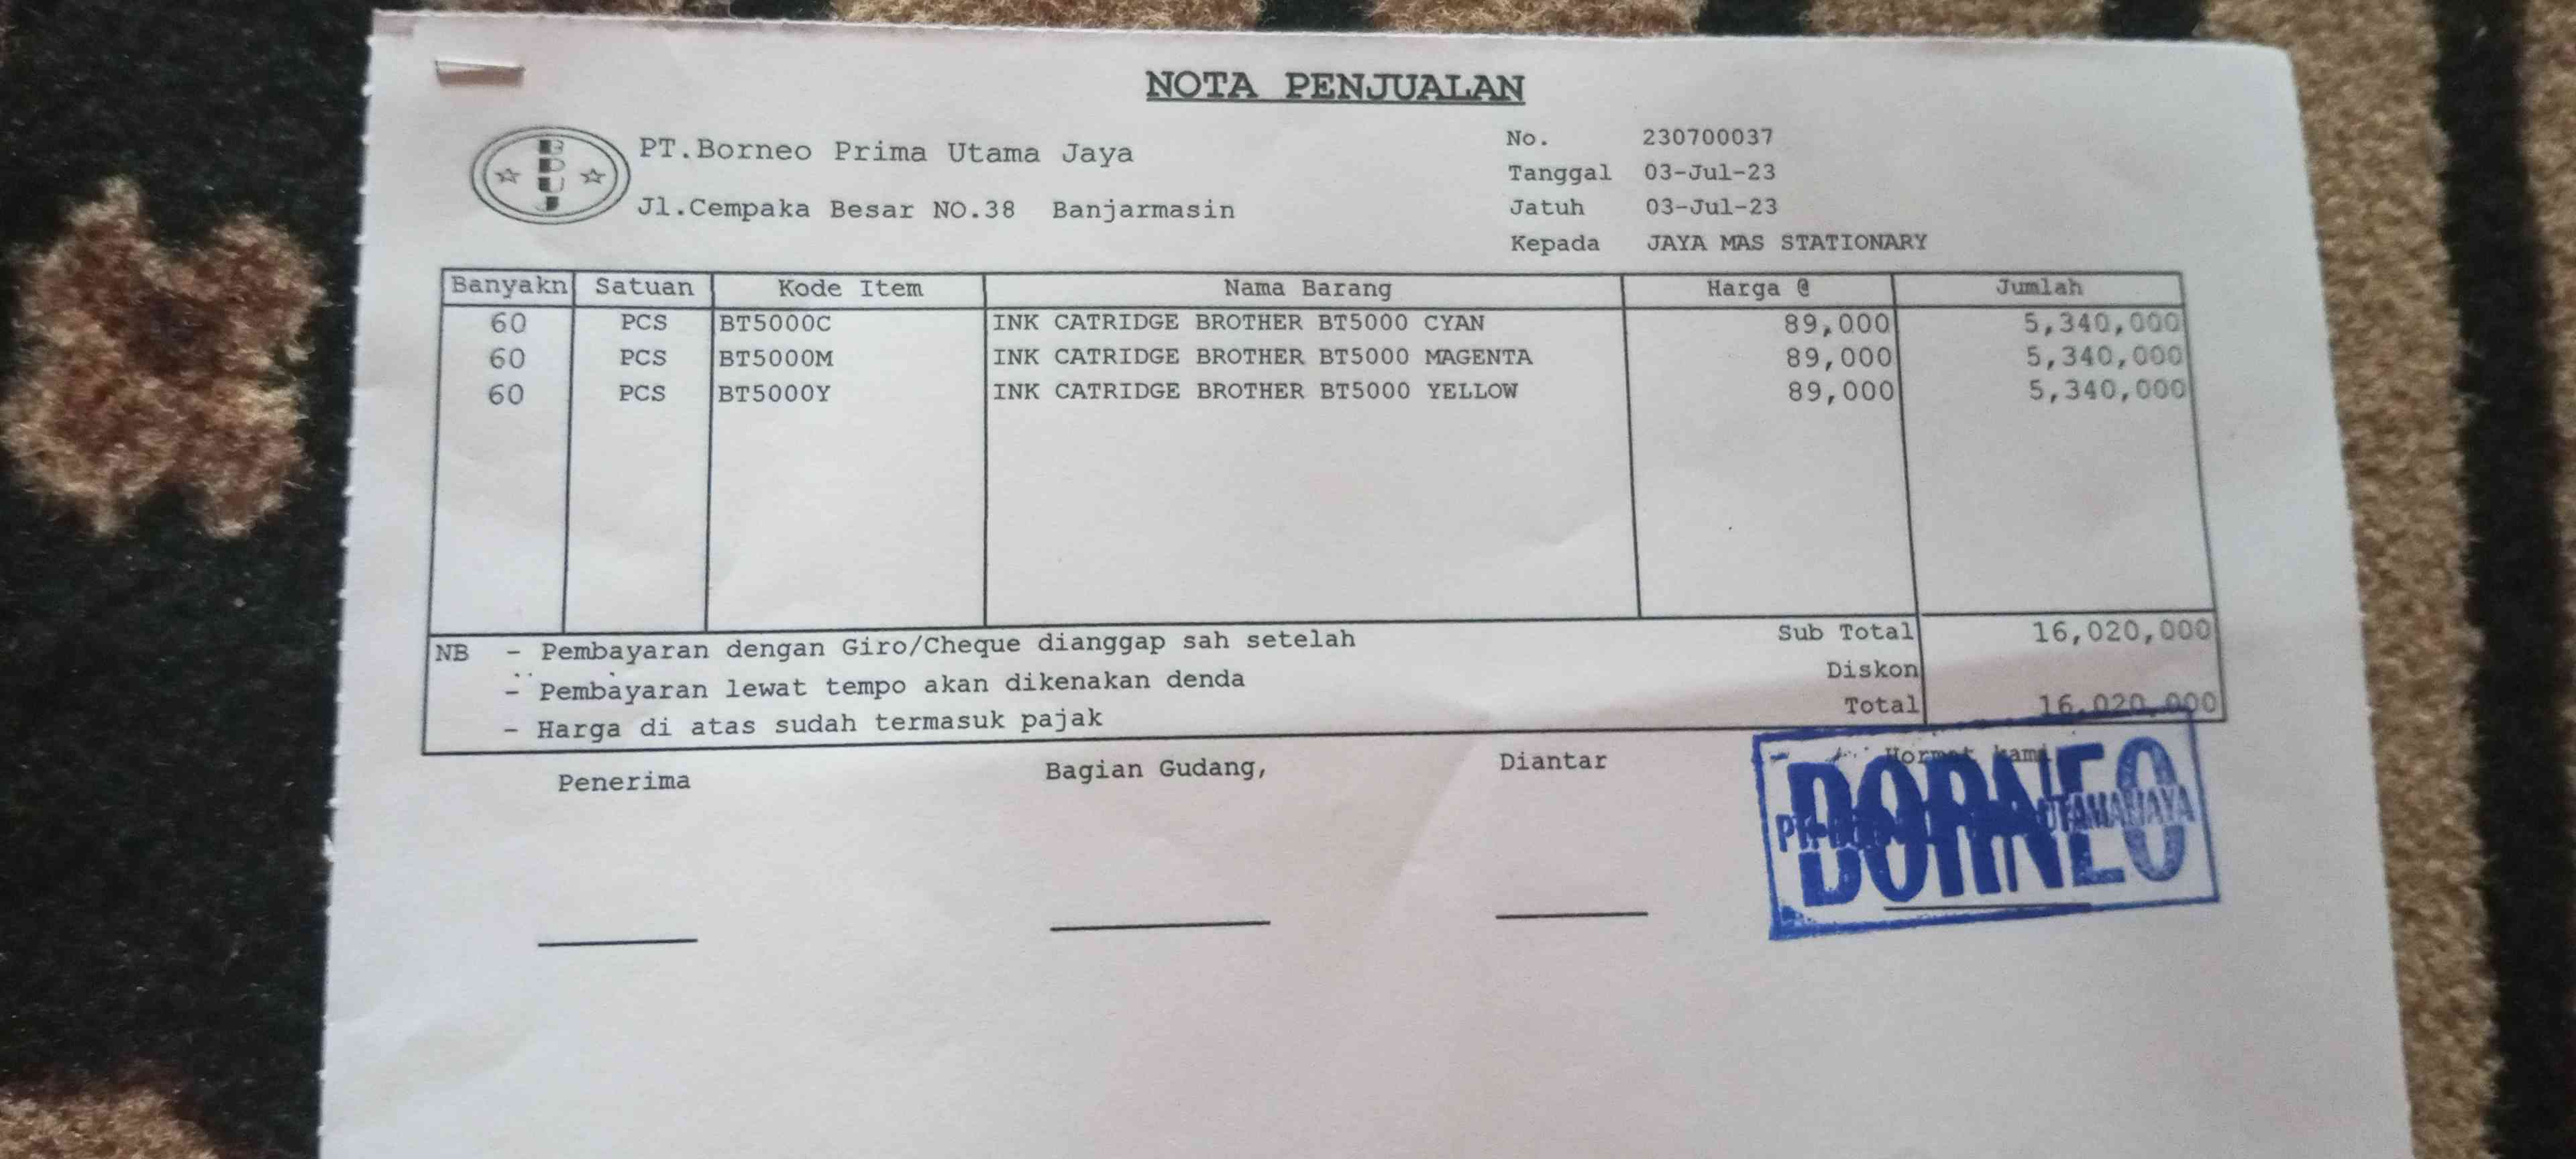 NOTA PENJUALAN
BPUJ
PT.Borneo Prima Utama Jaya
Jl.Cempaka Besar NO.38 Banjarmasin
No. 230700037
Tanggal 03-Jul-23
Jatuh 03-Jul-23
Kepada JAYA MAS STATIONARY
Banyakn Satuan Kode Item Nama Barang Harga @ Jumlah
60 PCS BT5000C INK CATRIDGE BROTHER BT5000 CYAN 89,000 5,340,000
60 PCS BT5000M INK CATRIDGE BROTHER BT5000 MAGENTA 89,000 5,340,000
60 PCS BT5000Y INK CATRIDGE BROTHER BT5000 YELLOW 89,000 5,340,000
NB - Pembayaran dengan Giro/Cheque dianggap sah setelah
- Pembayaran lewat tempo akan dikenakan denda
- Harga di atas sudah termasuk pajak
Sub Total 16,020,000
Diskon
Total 16,020,000
Penerima Bagian Gudang, Diantar Hormat kami
BORNEO
UTAMA JAYA